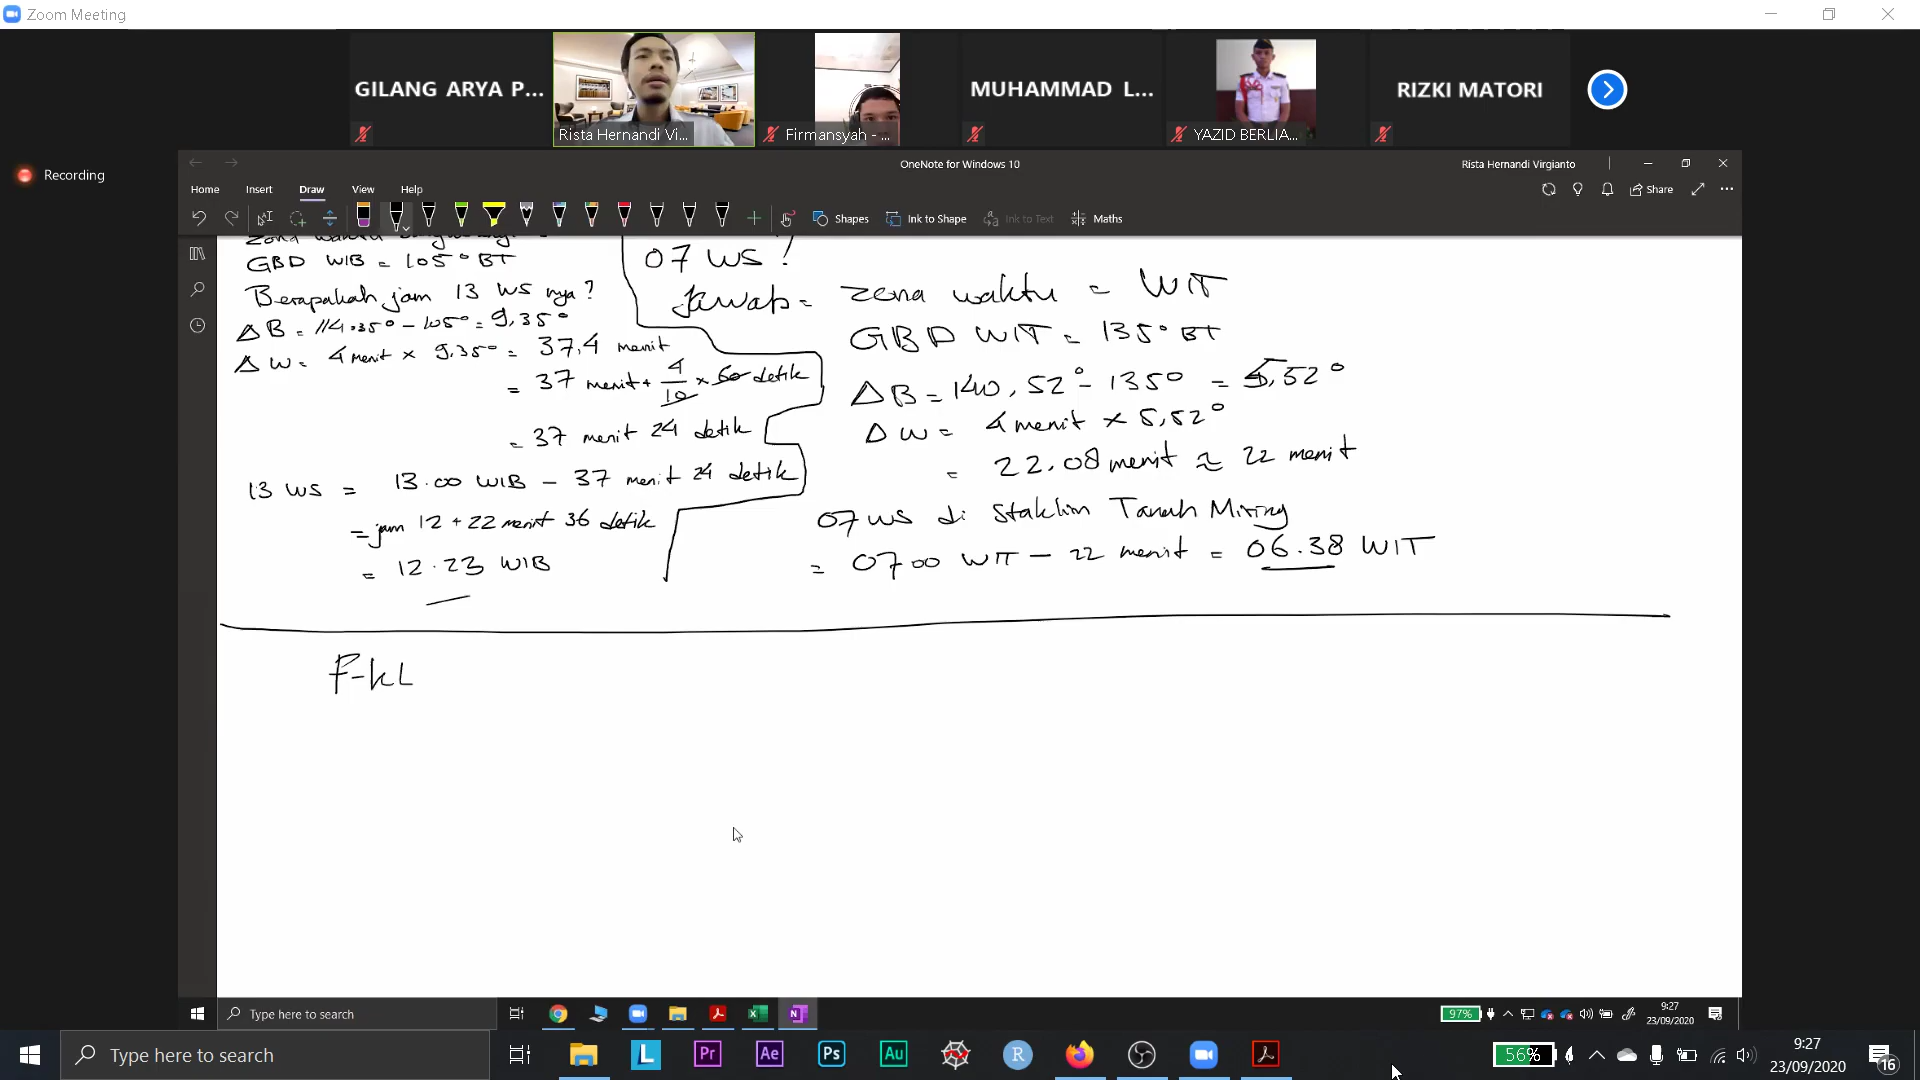 Zoom Meeting
GILANG ARYA P...
Rista Hernandi Vi...
Firmansyah - ...
MUHAMMAD L...
YAZID BERLIA...
RIZKI MATORI
Recording
OneNote for Windows 10
Rista Hernandi Virgianto
Home Insert Draw View Help
Share
Shapes
Ink to Shape
Ink to Text
Maths
zona waktu
GBD WIB = 105° BT
Berapakah jam 13 WS nya?
Δ B = 114.35° - 105° = 9,35°
Δ W = 4 menit × 9.35° = 37,4 menit
= 37 menit + 4/10 × 60 detik
= 37 menit 24 detik
13 WS = 13.00 WIB - 37 menit 24 detik
= jam 12 + 22 menit 36 detik
= 12.23 WIB
07 WS ?
Jawab = zona waktu = WIT
GBD WIT = 135° BT
Δ B = 140,52° - 135° = 5,52°
Δ W = 4 menit × 5,52°
= 22,08 menit ≈ 22 menit
07 WS di Staklim Tanah Miring
= 07.00 WIT - 22 menit = 06.38 WIT
F-kL
Type here to search
97%
9:27
23/09/2020
Type here to search
L
Pr
Ae
Ps
Au
R
56%
9:27
23/09/2020
16